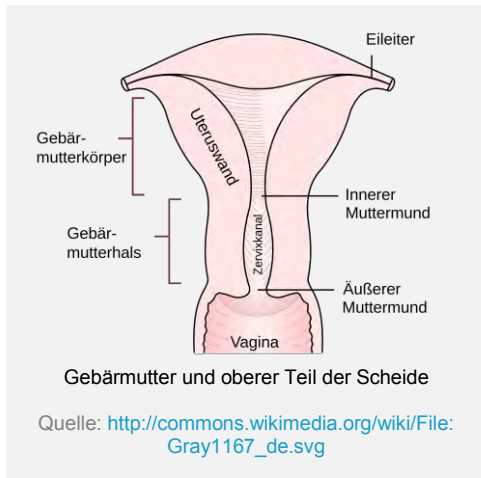 Eileiter
Gebär-
mutterkörper
Uteruswand
Innerer
Muttermund
Gebär-
mutterhals
Zervixkanal
Äußerer
Muttermund
Vagina
Gebärmutter und oberer Teil der Scheide
Quelle: http://commons.wikimedia.org/wiki/File:
Gray1167_de.svg